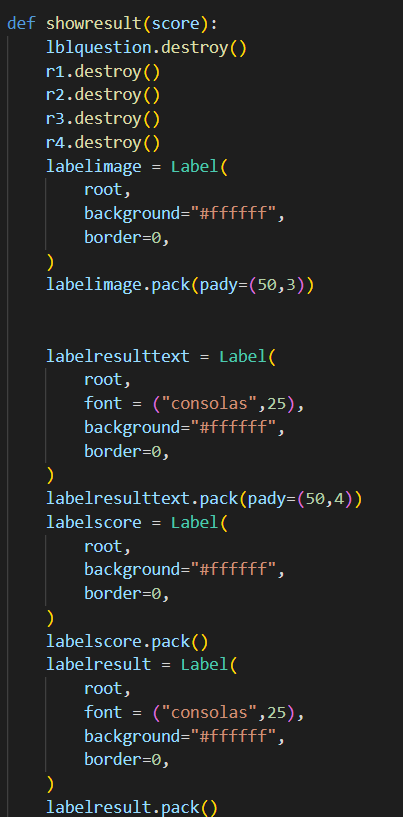 def showresult(score):
    lblquestion.destroy()
    r1.destroy()
    r2.destroy()
    r3.destroy()
    r4.destroy()
    labelimage = Label(
        root,
        background="#ffffff",
        border=0,
    )
    labelimage.pack(pady=(50,3))


    labelresulttext = Label(
        root,
        font = ("consolas",25),
        background="#ffffff",
        border=0,
    )
    labelresulttext.pack(pady=(50,4))
    labelscore = Label(
        root,
        background="#ffffff",
        border=0,
    )
    labelscore.pack()
    labelresult = Label(
        root,
        font = ("consolas",25),
        background="#ffffff",
        border=0,
    )
    labelresult.pack()